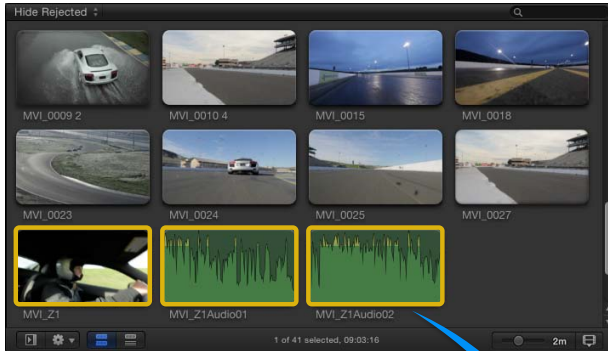 Hide Rejected
MVI_0009 2 MVI_0010 4 MVI_0015 MVI_0018
MVI_0023 MVI_0024 MVI_0025 MVI_0027
MVI_Z1 MVI_Z1Audio01 MVI_Z1Audio02
1 of 41 selected, 09:03:16 2m